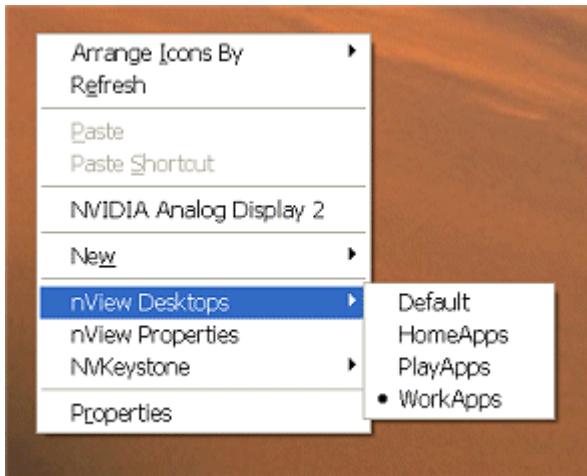 Arrange Icons By
Refresh
Paste
Paste Shortcut
NVIDIA Analog Display 2
New
nView Desktops
nView Properties
NVKeystone
Properties
Default
HomeApps
PlayApps
WorkApps